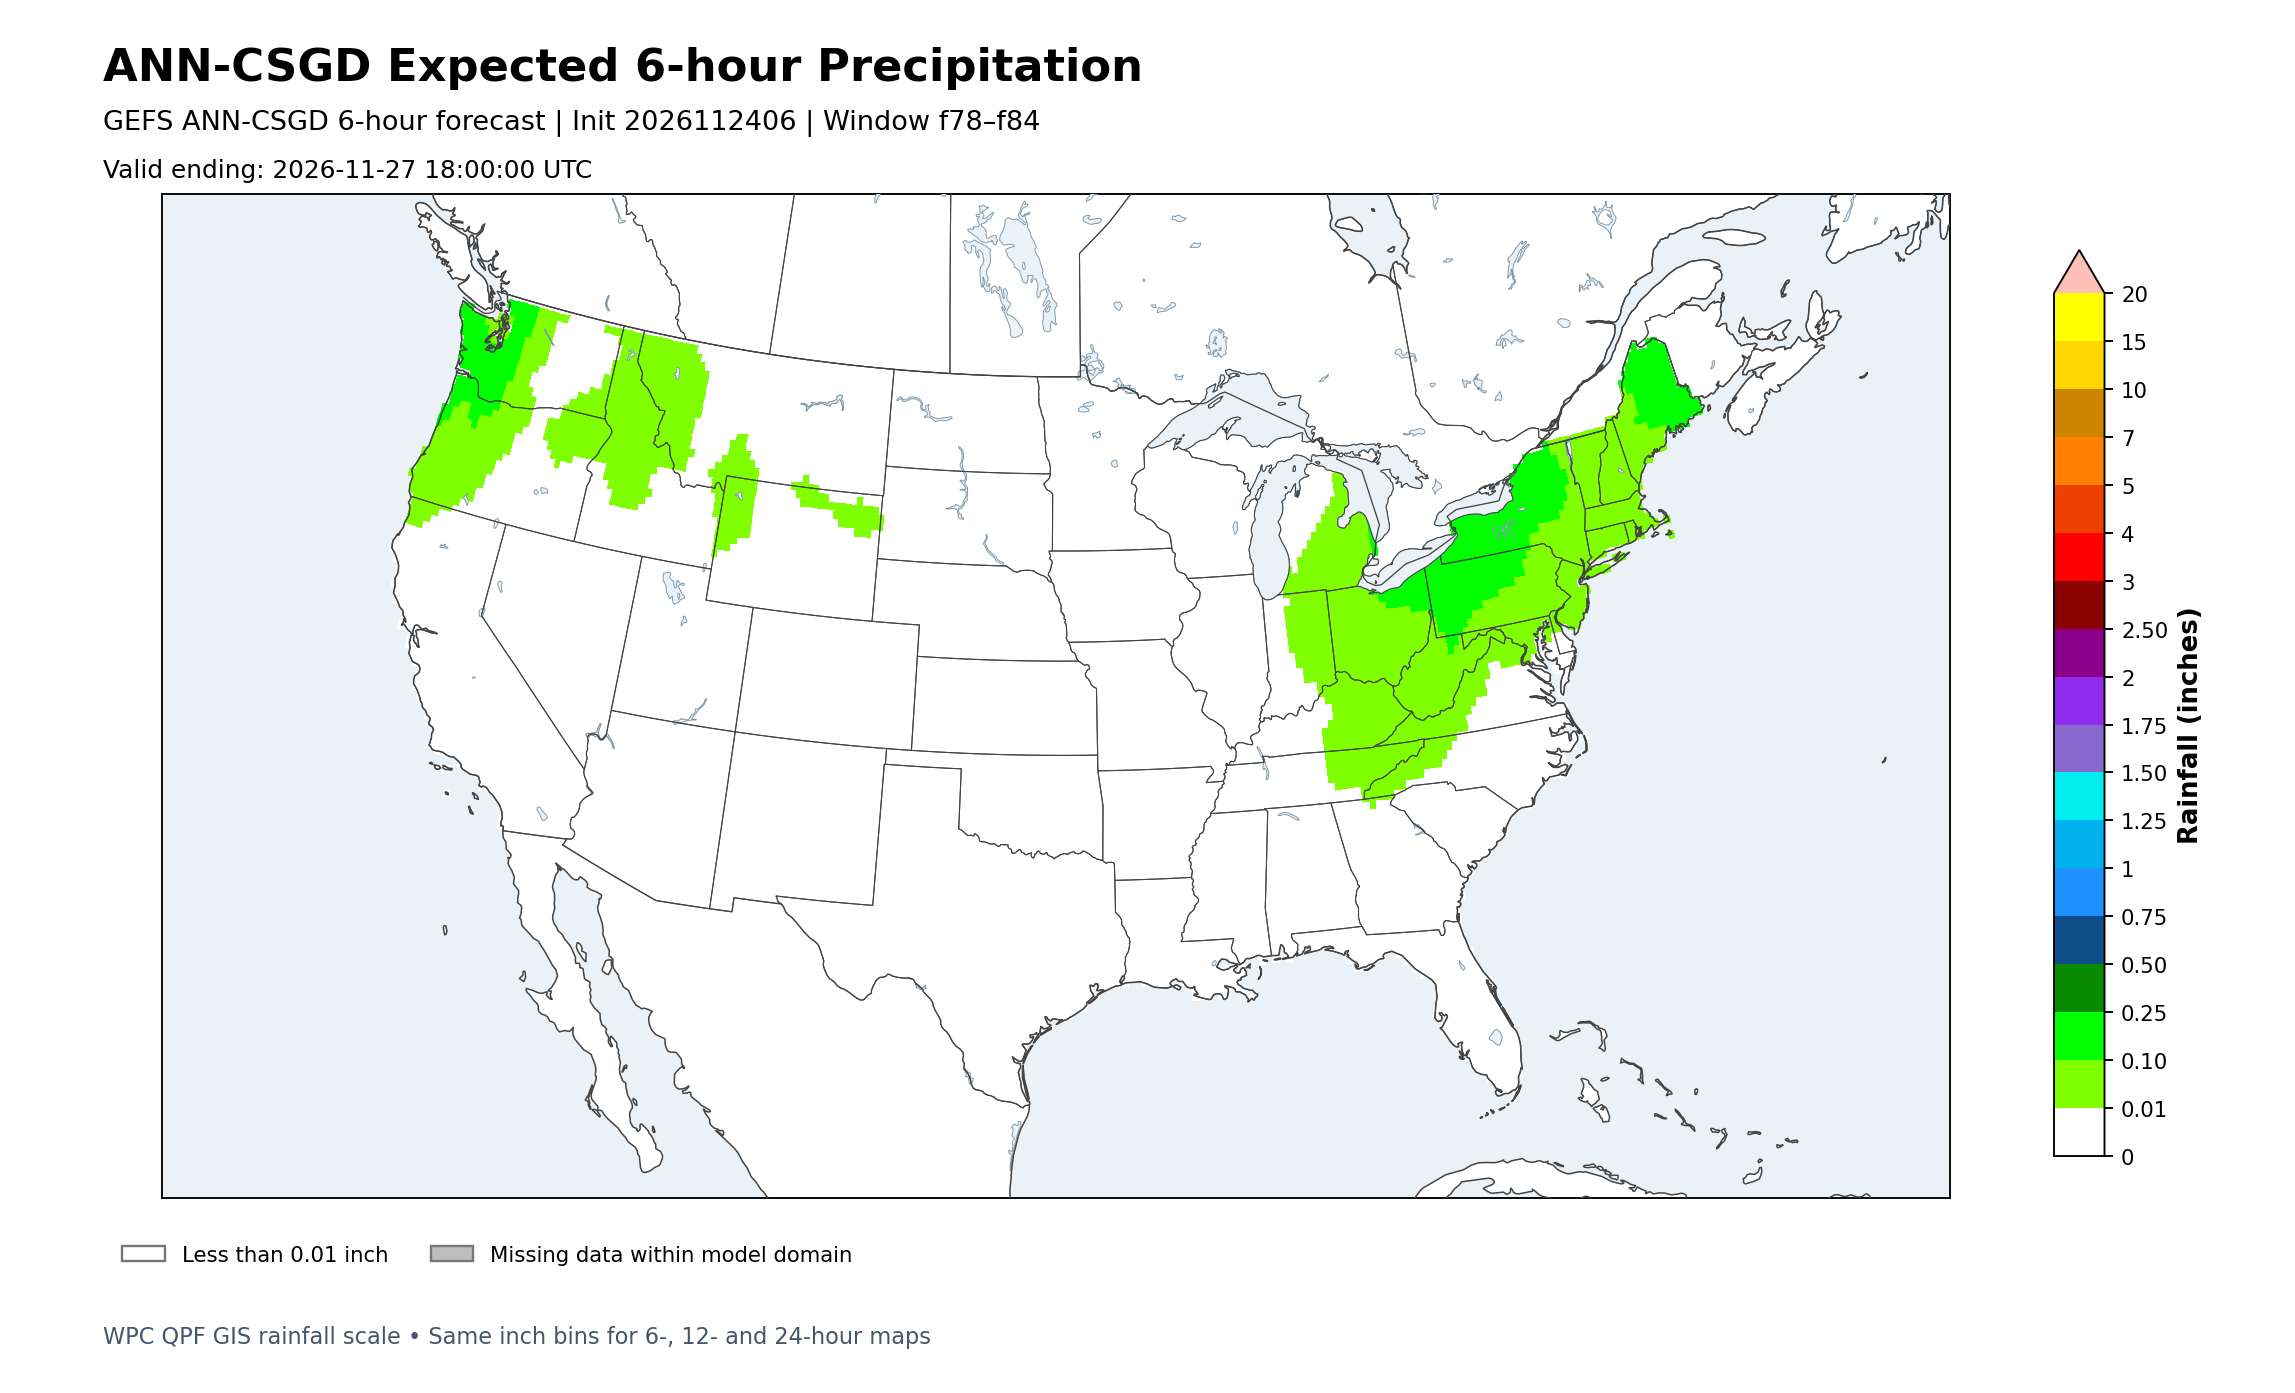 ANN-CSGD Expected 6-hour Precipitation
GEFS ANN-CSGD 6-hour forecast | Init 2026112406 | Window f78–f84
Valid ending: 2026-11-27 18:00:00 UTC
20
15
10
7
5
4
3
2.50
2
1.75
1.50
1.25
1
0.75
0.50
0.25
0.10
0.01
0
Rainfall (inches)
Less than 0.01 inch
Missing data within model domain
WPC QPF GIS rainfall scale • Same inch bins for 6-, 12- and 24-hour maps